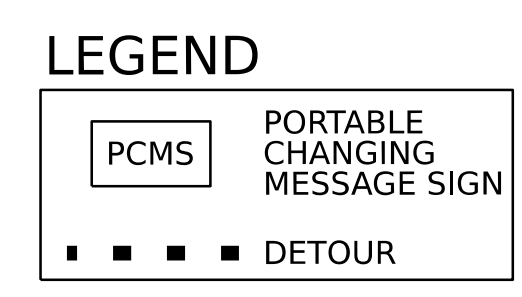 LEGEND
PCMS
PORTABLE
CHANGING
MESSAGE SIGN
DETOUR